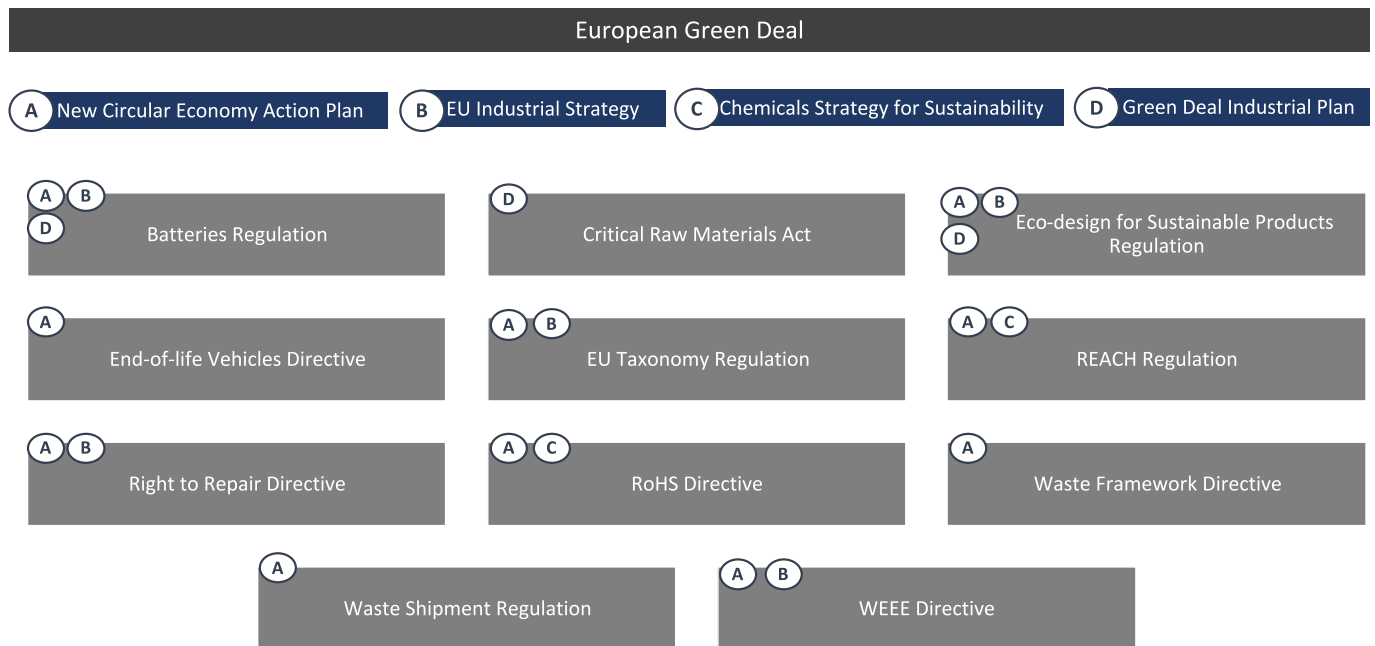 European Green Deal
A New Circular Economy Action Plan
B EU Industrial Strategy
C Chemicals Strategy for Sustainability
D Green Deal Industrial Plan
A B
D
Batteries Regulation
D
Critical Raw Materials Act
A B
D
Eco-design for Sustainable Products
Regulation
A
End-of-life Vehicles Directive
A B
EU Taxonomy Regulation
A C
REACH Regulation
A B
Right to Repair Directive
A C
RoHS Directive
A
Waste Framework Directive
A
Waste Shipment Regulation
A B
WEEE Directive